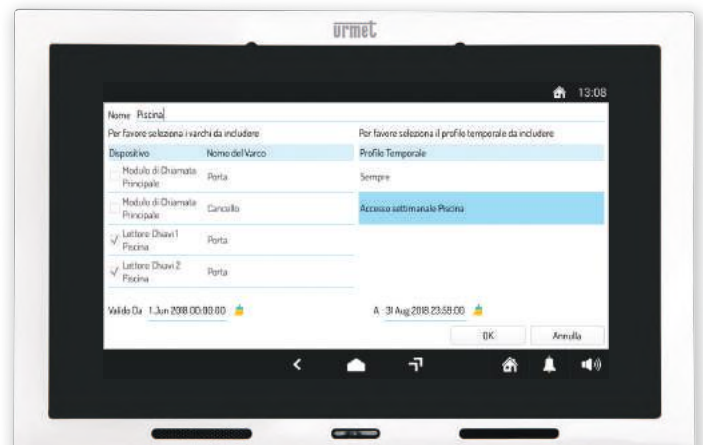 urmet
13:08
Nome Piscina
Per favore seleziona i varchi da includere
Per favore seleziona il profilo temporale da includere
Dispositivo Nome del Varco
Profilo Temporale
Modulo di Chiamata Principale Porta
Sempre
Modulo di Chiamata Principale Cancello
Accesso settimanale Piscina
Lettore Chiavi 1 Piscina Porta
Lettore Chiavi 2 Piscina Porta
Valido Da 1 Jun 2018 00:00:00
A 31 Aug 2018 23:59:00
OK Annulla